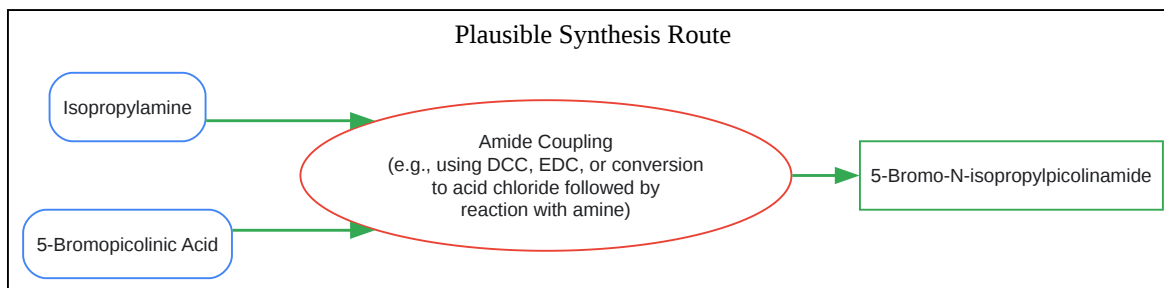 Plausible Synthesis Route
Isopropylamine
5-Bromopicolinic Acid
Amide Coupling
(e.g., using DCC, EDC, or conversion
to acid chloride followed by
reaction with amine)
5-Bromo-N-isopropylpicolinamide